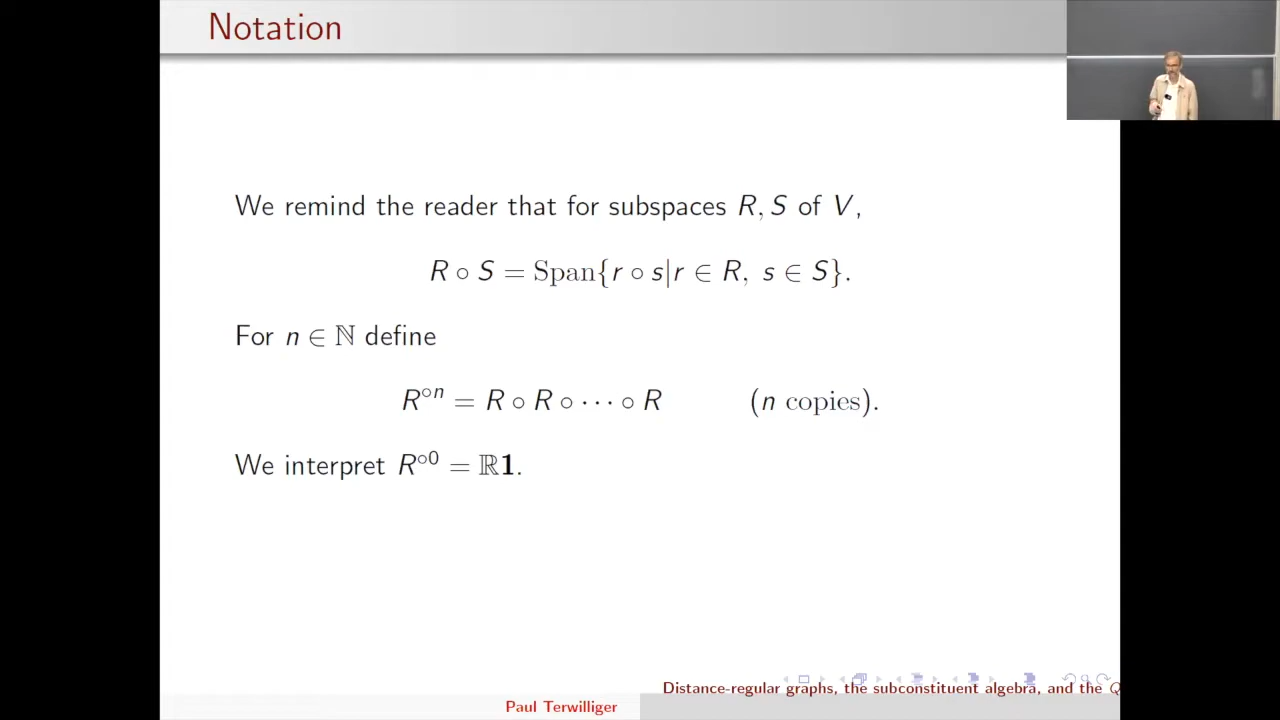 Notation
We remind the reader that for subspaces R, S of V,
R ∘ S = Span{r ∘ s|r ∈ R, s ∈ S}.
For n ∈ ℕ define
R^{∘n} = R ∘ R ∘ ⋯ ∘ R (n copies).
We interpret R^{∘0} = ℝ𝟏.
Distance-regular graphs, the subconstituent algebra, and the Q
Paul Terwilliger